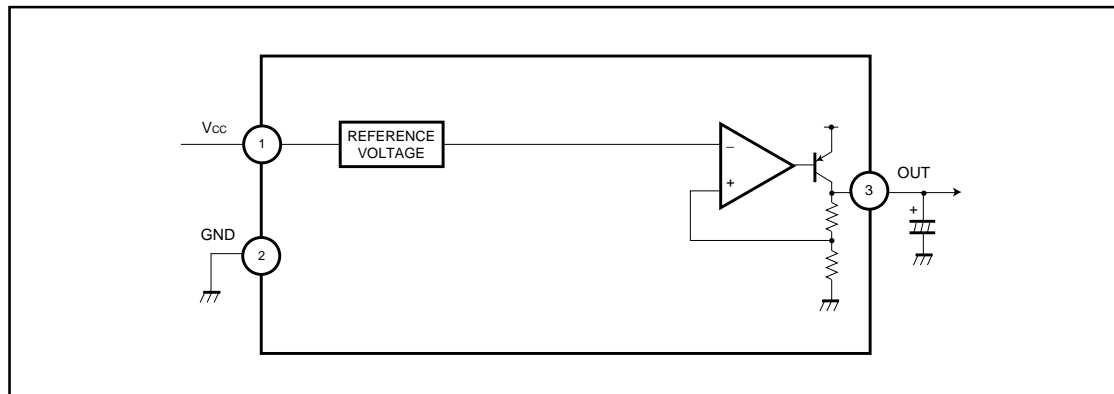 Vcc
1
REFERENCE
VOLTAGE
−
+
OUT
3
+
GND
2